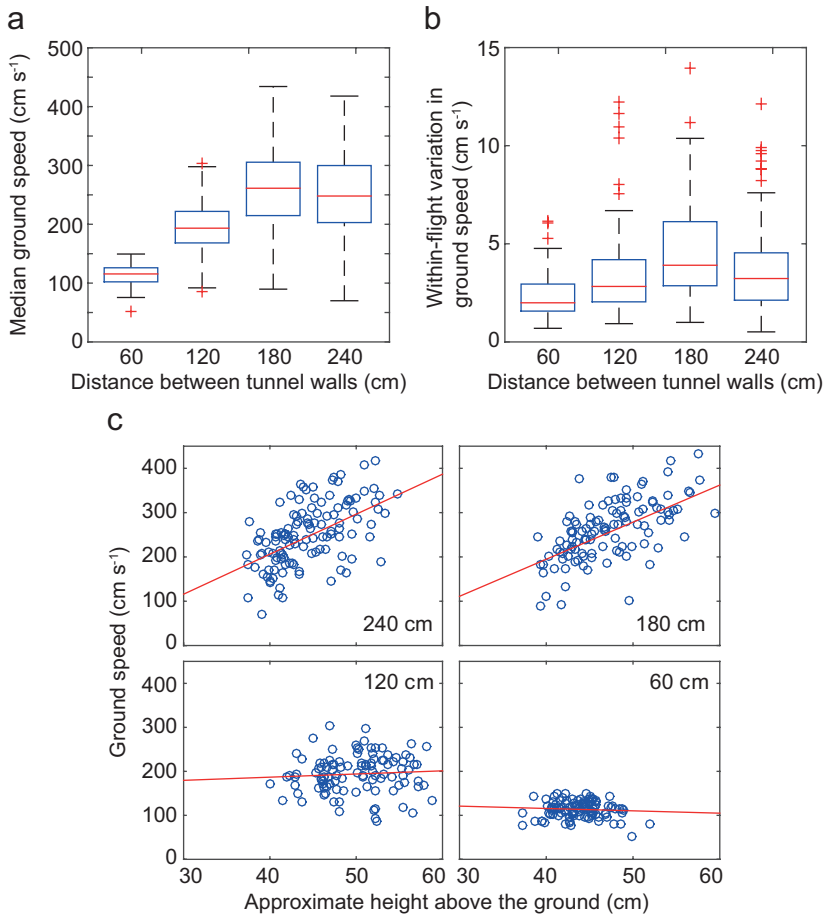 a
500
400
300
200
100
0
Median ground speed (cm s⁻¹)
60 120 180 240
Distance between tunnel walls (cm)
b
15
10
5
0
Within-flight variation in
ground speed (cm s⁻¹)
60 120 180 240
Distance between tunnel walls (cm)
c
400
300
200
100
0
240 cm
180 cm
Ground speed (cm s⁻¹)
400
300
200
100
0
120 cm
60 cm
30 40 50 60
30 40 50 60
Approximate height above the ground (cm)